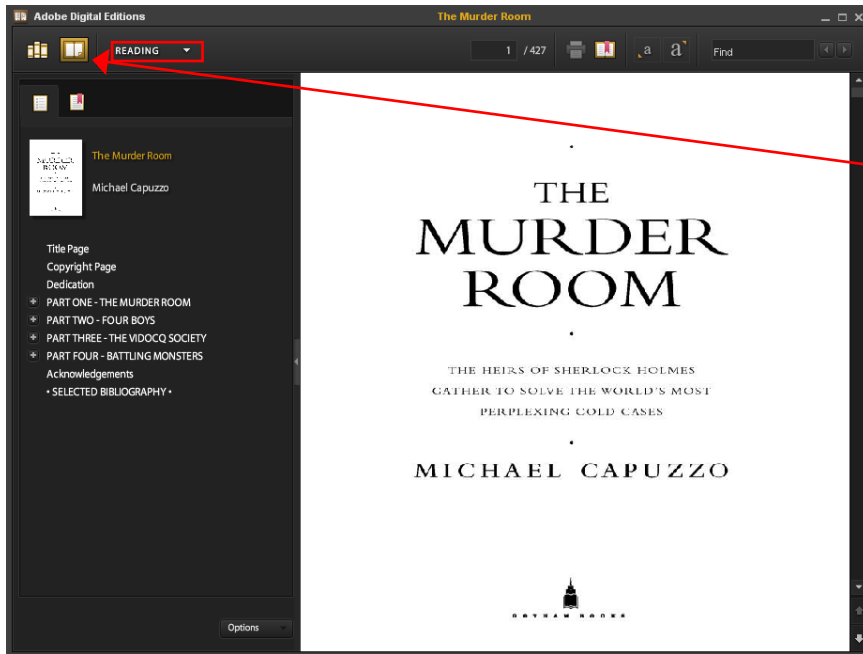 Adobe Digital Editions
The Murder Room
READING
1 / 427
a a
Find
The Murder Room
Michael Capuzzo
Title Page
Copyright Page
Dedication
PART ONE - THE MURDER ROOM
PART TWO - FOUR BOYS
PART THREE - THE VIDOCQ SOCIETY
PART FOUR - BATTLING MONSTERS
Acknowledgements
• SELECTED BIBLIOGRAPHY •
Options
THE
MURDER
ROOM
THE HEIRS OF SHERLOCK HOLMES
GATHER TO SOLVE THE WORLD'S MOST
PERPLEXING COLD CASES
MICHAEL CAPUZZO
GOTHAM BOOKS